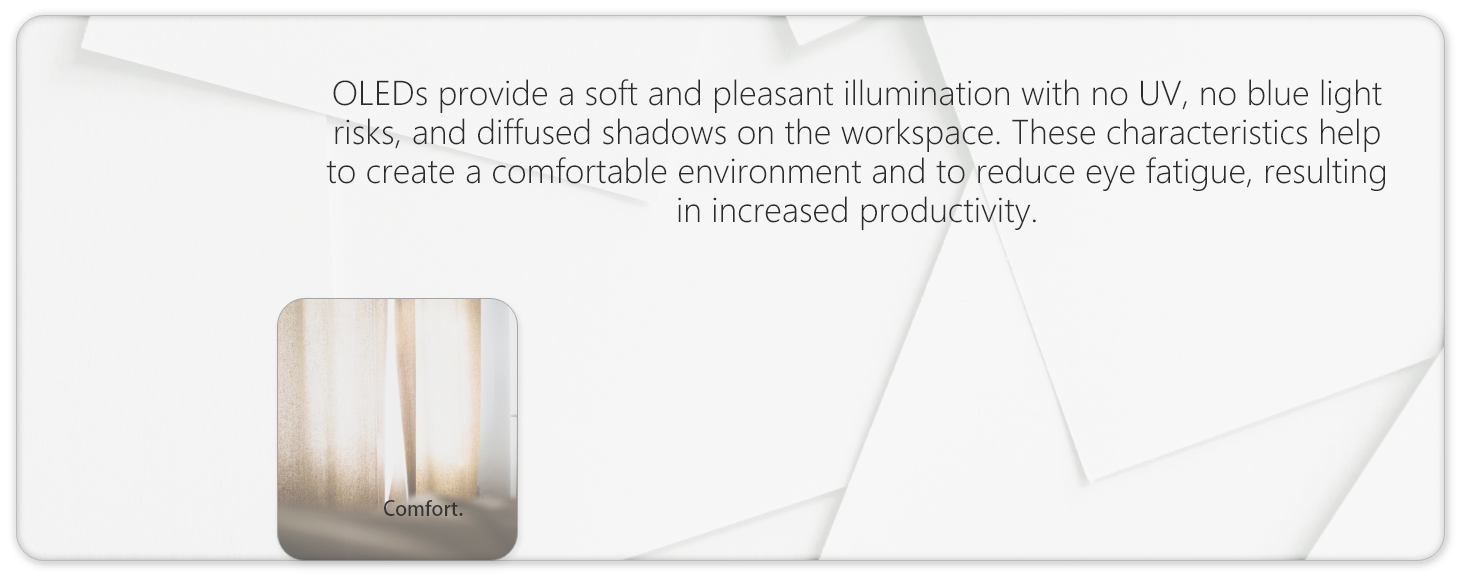 OLEDs provide a soft and pleasant illumination with no UV, no blue light
risks, and diffused shadows on the workspace. These characteristics help
to create a comfortable environment and to reduce eye fatigue, resulting
in increased productivity.
Comfort.